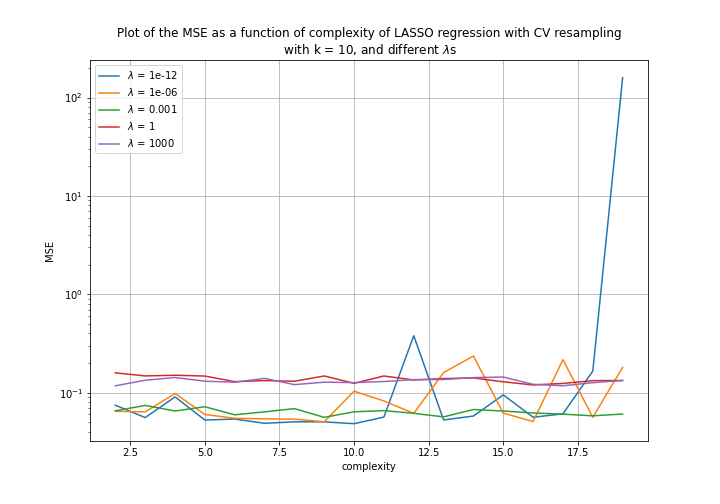 Plot of the MSE as a function of complexity of LASSO regression with CV resampling
with k = 10, and different λs
λ = 1e-12
λ = 1e-06
λ = 0.001
λ = 1
λ = 1000
MSE
10²
10¹
10⁰
10⁻¹
2.5 5.0 7.5 10.0 12.5 15.0 17.5
complexity